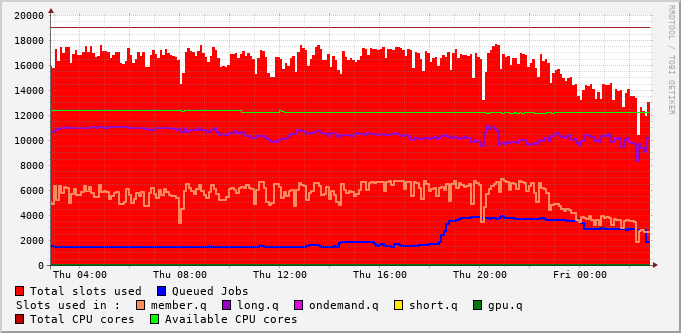 20000
18000
16000
14000
12000
10000
8000
6000
4000
2000
0
Thu 04:00 Thu 08:00 Thu 12:00 Thu 16:00 Thu 20:00 Fri 00:00
RRDTOOL / TOBI OETIKER
Total slots used Queued Jobs
Slots used in : member.q long.q ondemand.q short.q gpu.q
Total CPU cores Available CPU cores